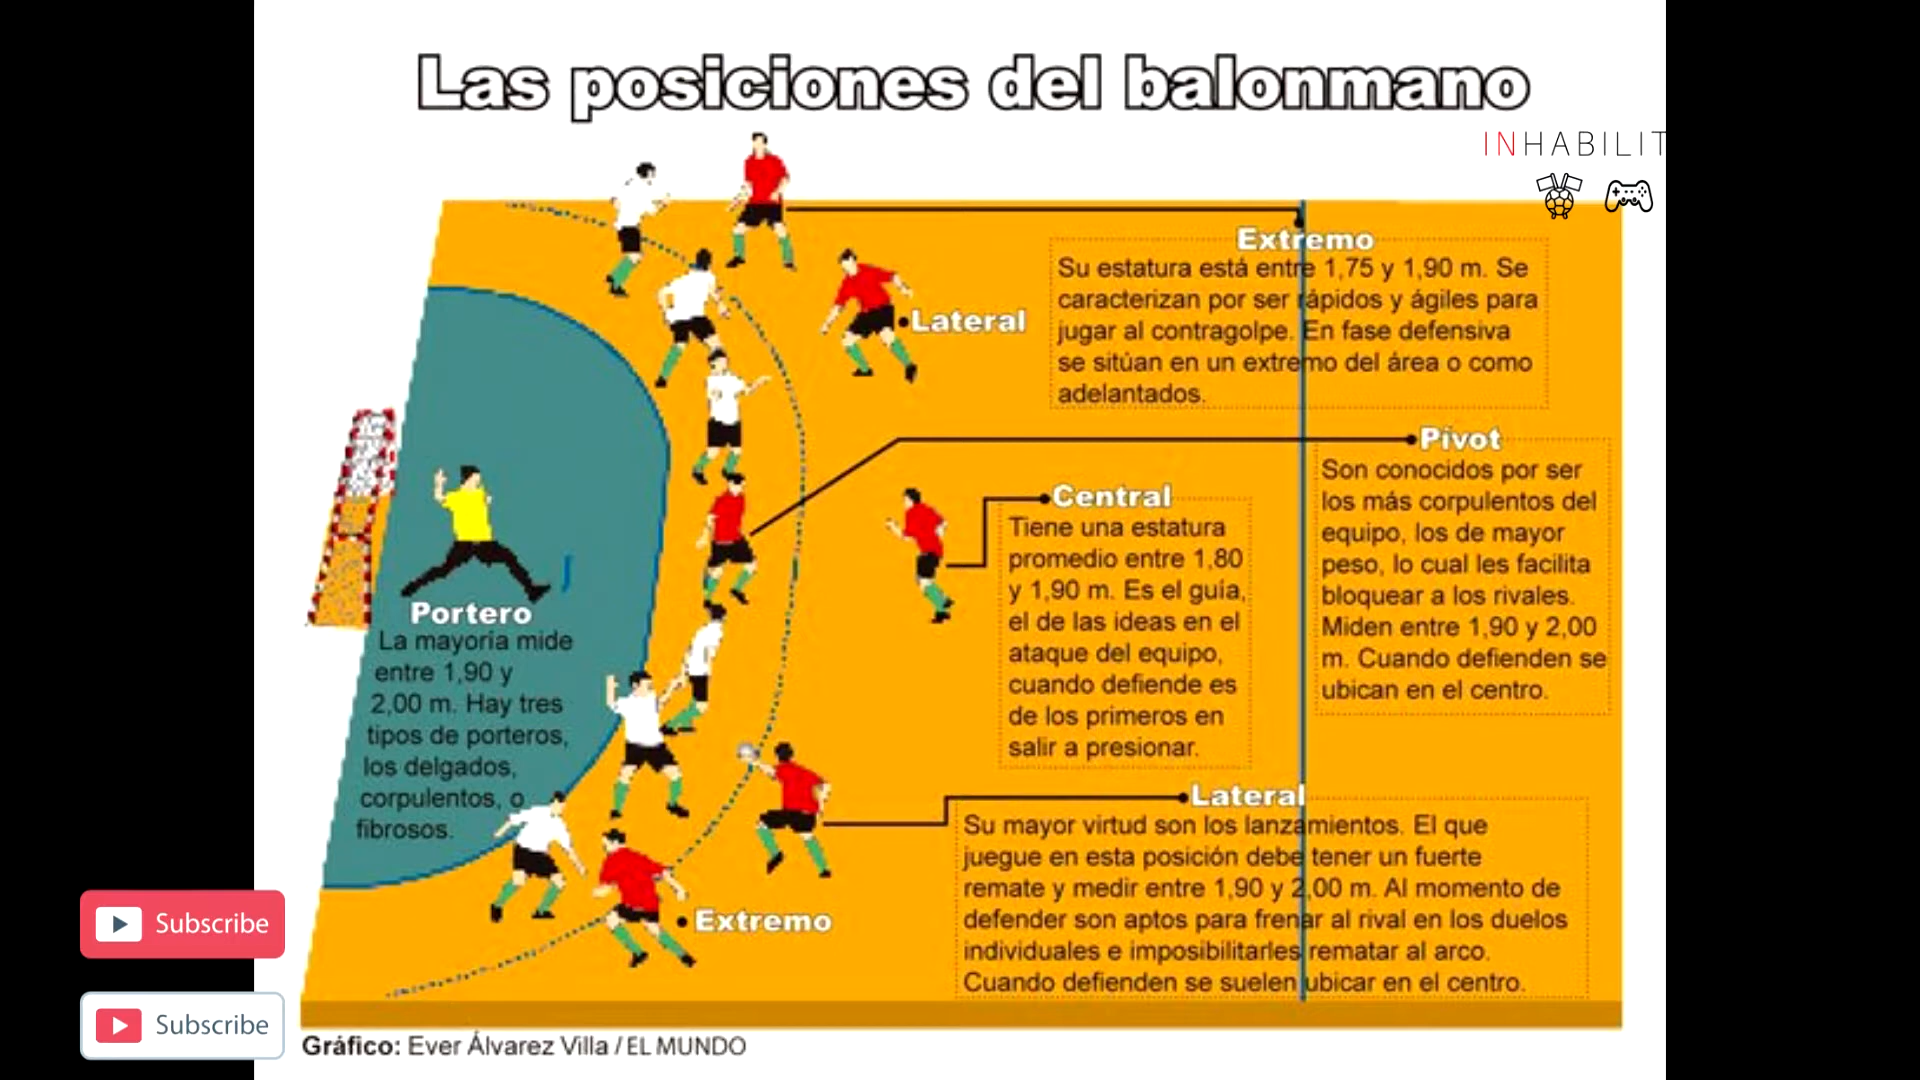 Las posiciones del balonmano
INHABILIT
Extremo
Su estatura está entre 1,75 y 1,90 m. Se
caracterizan por ser rápidos y ágiles para
jugar al contragolpe. En fase defensiva
se sitúan en un extremo del área o como
adelantados.
Lateral
Pívot
Son conocidos por ser
los más corpulentos del
equipo, los de mayor
peso, lo cual les facilita
bloquear a los rivales.
Miden entre 1,90 y 2,00
m. Cuando defienden se
ubican en el centro.
Central
Tiene una estatura
promedio entre 1,80
y 1,90 m. Es el guía,
el de las ideas en el
ataque del equipo,
cuando defiende es
de los primeros en
salir a presionar.
Portero
La mayoría mide
entre 1,90 y
2,00 m. Hay tres
tipos de porteros,
los delgados,
corpulentos, o
fibrosos.
Lateral
Su mayor virtud son los lanzamientos. El que
juegue en esta posición debe tener un fuerte
remate y medir entre 1,90 y 2,00 m. Al momento de
defender son aptos para frenar al rival en los duelos
individuales e imposibilitarles rematar al arco.
Cuando defienden se suelen ubicar en el centro.
Extremo
Subscribe
Subscribe
Gráfico: Ever Álvarez Villa / EL MUNDO